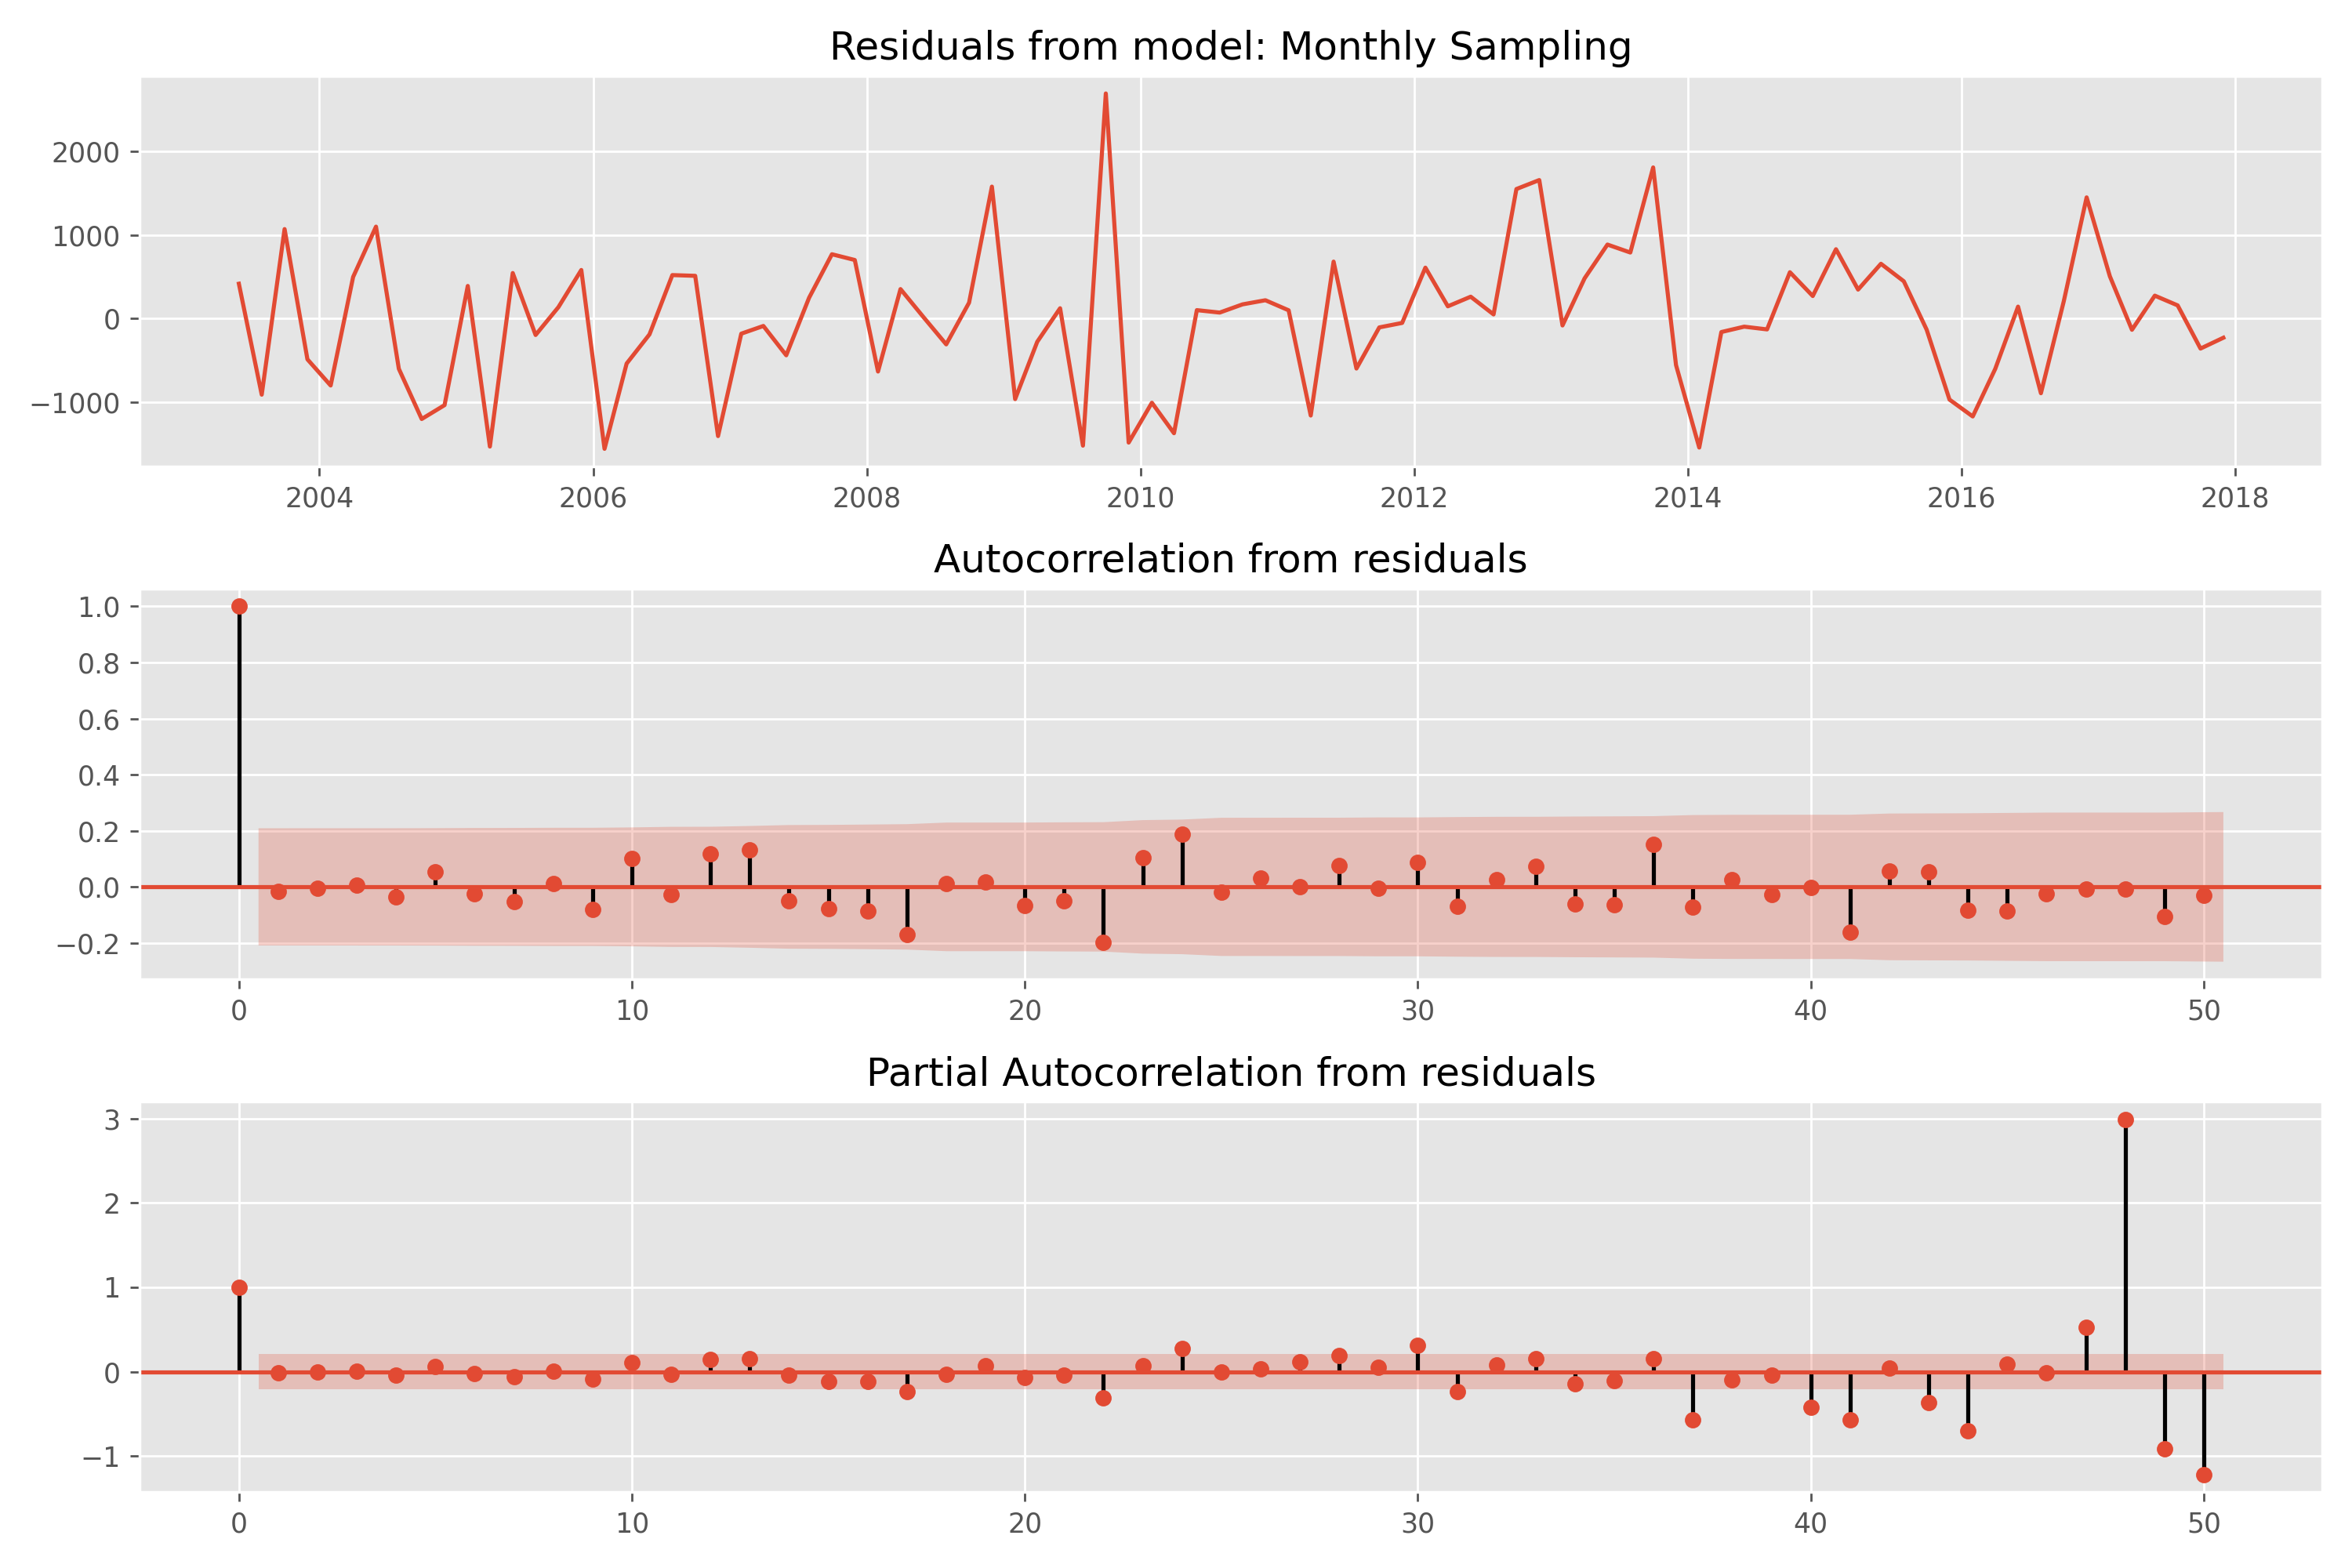 Residuals from model: Monthly Sampling
2000
1000
0
−1000
2004 2006 2008 2010 2012 2014 2016 2018
Autocorrelation from residuals
1.0
0.8
0.6
0.4
0.2
0.0
−0.2
0 10 20 30 40 50
Partial Autocorrelation from residuals
3
2
1
0
−1
0 10 20 30 40 50